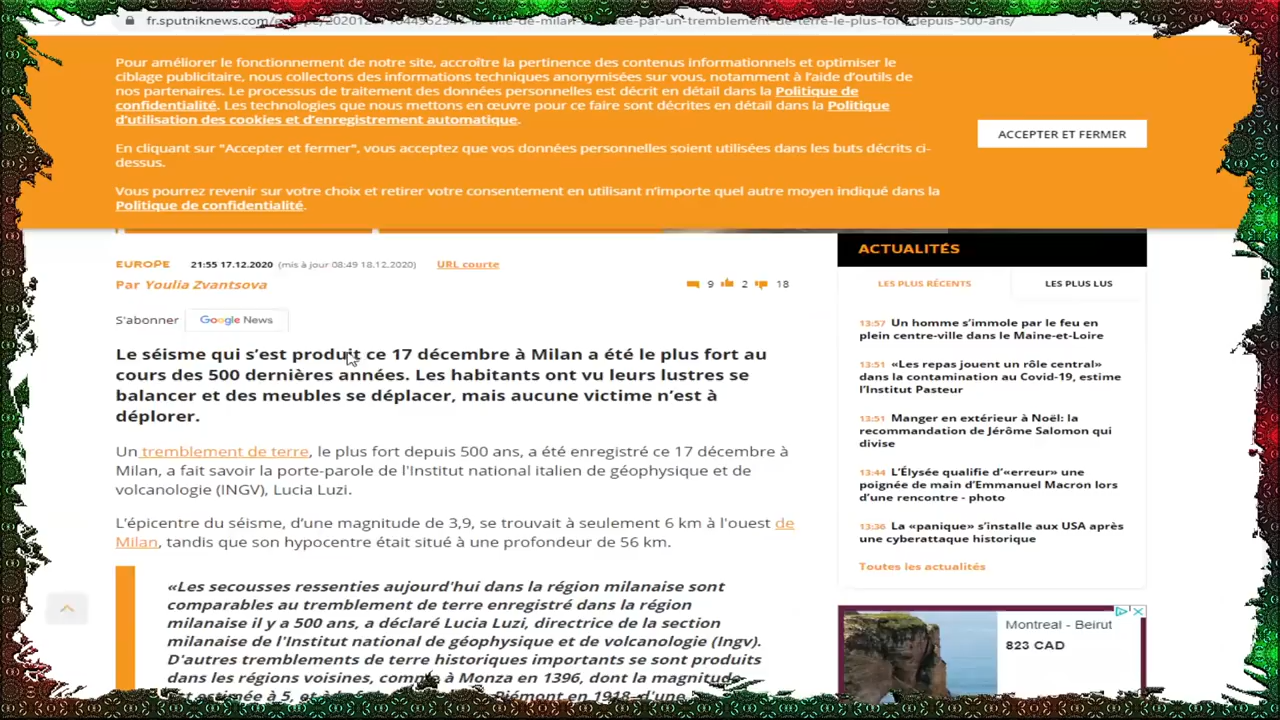 fr.sputniknews.com/
Pour améliorer le fonctionnement de notre site, accroître la pertinence des contenus informationnels et optimiser le
ciblage publicitaire, nous collectons des informations techniques anonymisées sur vous, notamment à l'aide d'outils de
nos partenaires. Le processus de traitement des données personnelles est décrit en détail dans la Politique de
confidentialité. Les technologies que nous mettons en œuvre pour ce faire sont décrites en détail dans la Politique
d'utilisation des cookies et d'enregistrement automatique.
En cliquant sur "Accepter et fermer", vous acceptez que vos données personnelles soient utilisées dans les buts décrits ci-
dessus.
ACCEPTER ET FERMER
Vous pourrez revenir sur votre choix et retirer votre consentement en utilisant n'importe quel autre moyen indiqué dans la
Politique de confidentialité.
EUROPE 21:55 17.12.2020 (mis à jour 08:49 18.12.2020) URL courte
Par Youlia Zvantsova
9 2 18
S'abonner Google News
Le séisme qui s'est produit ce 17 décembre à Milan a été le plus fort au
cours des 500 dernières années. Les habitants ont vu leurs lustres se
balancer et des meubles se déplacer, mais aucune victime n'est à
déplorer.
Un tremblement de terre, le plus fort depuis 500 ans, a été enregistré ce 17 décembre à
Milan, a fait savoir la porte-parole de l'Institut national italien de géophysique et de
volcanologie (INGV), Lucia Luzi.
L'épicentre du séisme, d'une magnitude de 3,9, se trouvait à seulement 6 km à l'ouest de
Milan, tandis que son hypocentre était situé à une profondeur de 56 km.
«Les secousses ressenties aujourd'hui dans la région milanaise sont
comparables au tremblement de terre enregistré dans la région
milanaise il y a 500 ans, a déclaré Lucia Luzi, directrice de la section
milanaise de l'Institut national de géophysique et de volcanologie (Ingv).
D'autres tremblements de terre historiques importants se sont produits
dans les régions voisines, comme à Monza en 1396, dont la magnitude
est estimée à 5, et à Piémont en 1918, d'une
ACTUALITÉS
LES PLUS RÉCENTS LES PLUS LUS
13:57 Un homme s'immole par le feu en
plein centre-ville dans le Maine-et-Loire
13:51 «Les repas jouent un rôle central»
dans la contamination au Covid-19, estime
l'Institut Pasteur
13:51 Manger en extérieur à Noël: la
recommandation de Jérôme Salomon qui
divise
13:44 L'Élysée qualifie d'«erreur» une
poignée de main d'Emmanuel Macron lors
d'une rencontre - photo
13:36 La «panique» s'installe aux USA après
une cyberattaque historique
Toutes les actualités
Montreal - Beirut
823 CAD